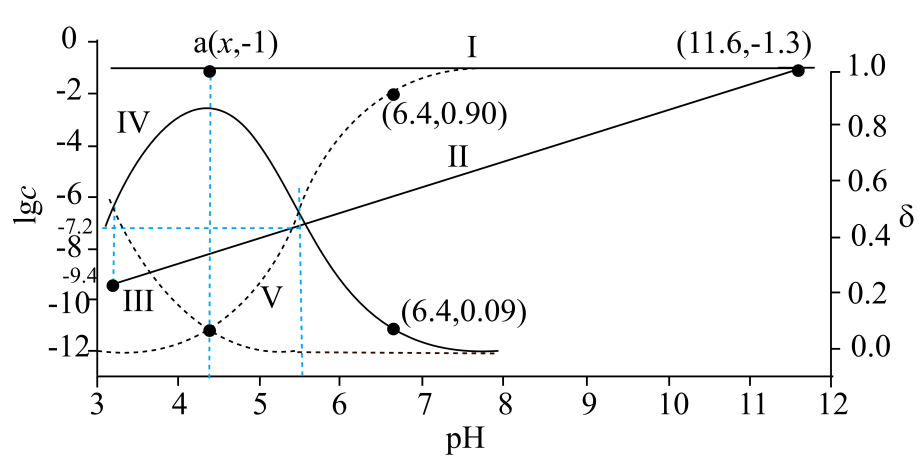 a(x,-1)
I
(11.6,-1.3)
0
-2
-4
-6
-7.2
-8
-9.4
-10
-12
lgc
IV
(6.4,0.90)
II
III
V
(6.4,0.09)
1.0
0.8
0.6
0.4
0.2
0.0
δ
3 4 5 6 7 8 9 10 11 12
pH